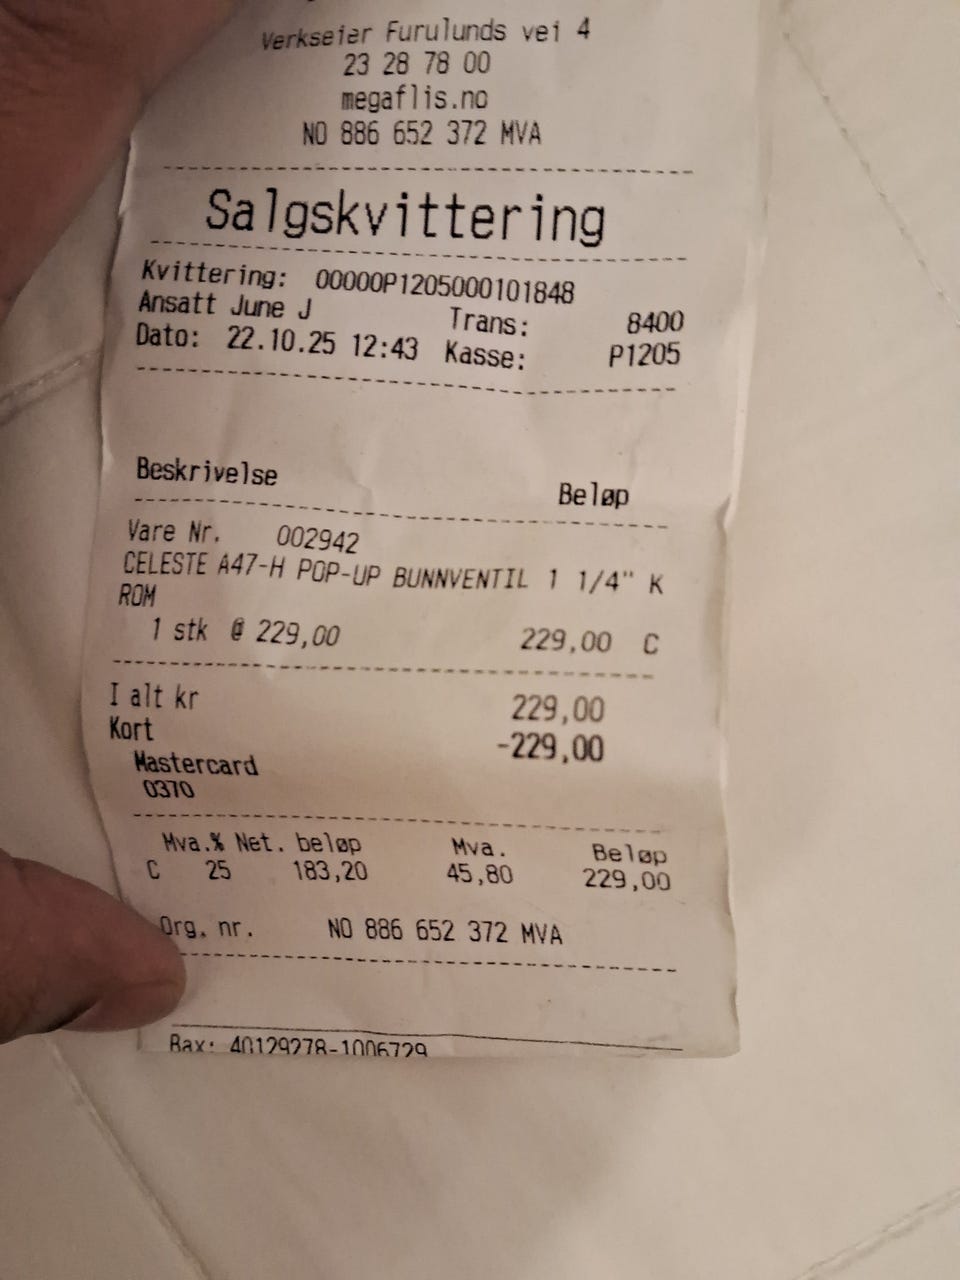 Verkseier Furulunds vei 4
23 28 78 00
megaflis.no
NO 886 652 372 MVA
Salgskvittering
Kvittering: 00000P1205000101848
Ansatt June J Trans: 8400
Dato: 22.10.25 12:43 Kasse: P1205
Beskrivelse Beløp
Vare Nr. 002942
CELESTE A47-H POP-UP BUNNVENTIL 1 1/4" K
ROM
1 stk @ 229,00 229,00 C
I alt kr 229,00
Kort -229,00
Mastercard
0370
Mva.% Net. beløp Mva. Beløp
C 25 183,20 45,80 229,00
Org. nr. NO 886 652 372 MVA
Bax: 40129278-1006729